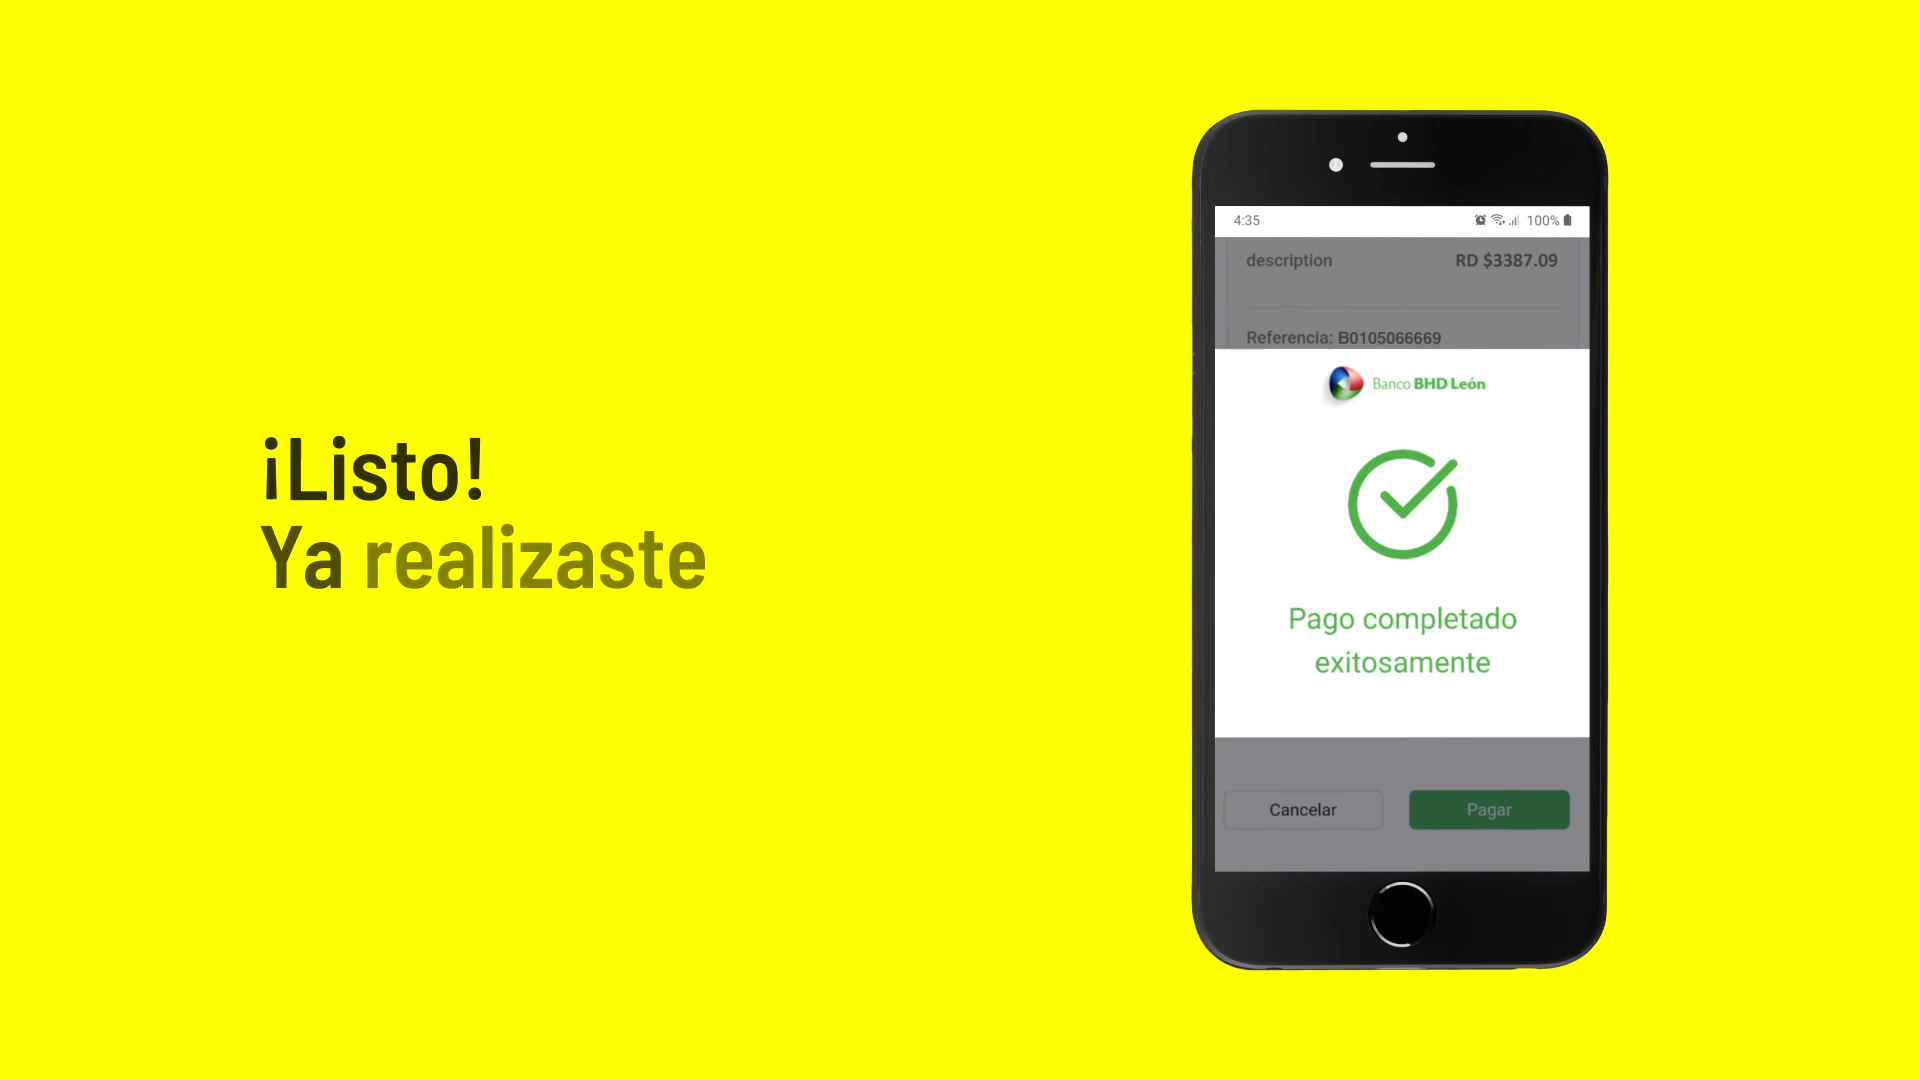 ¡Listo!
Ya realizaste
4:35
100%
description RD $3387.09
Referencia: B0105066669
Banco BHD León
Pago completado
exitosamente
Cancelar Pagar